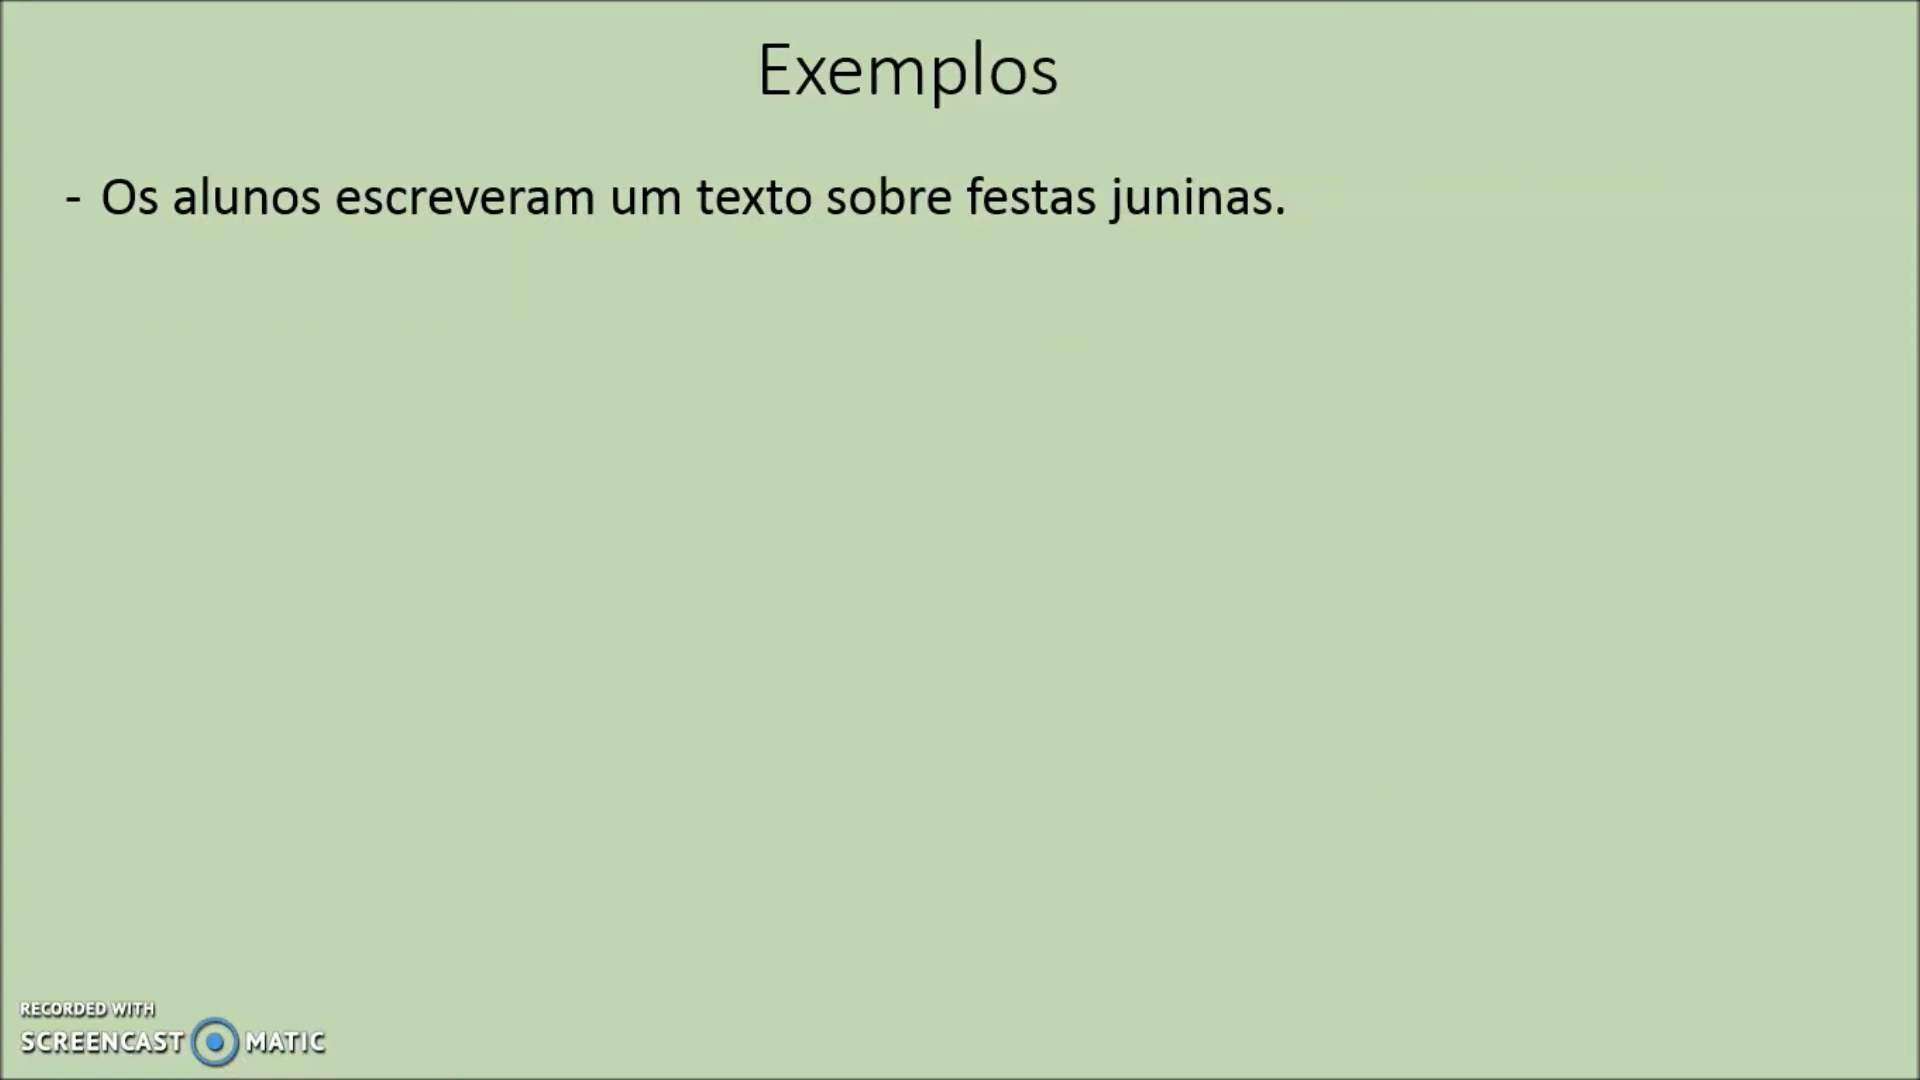 Exemplos
- Os alunos escreveram um texto sobre festas juninas.
RECORDED WITH
SCREENCAST MATIC